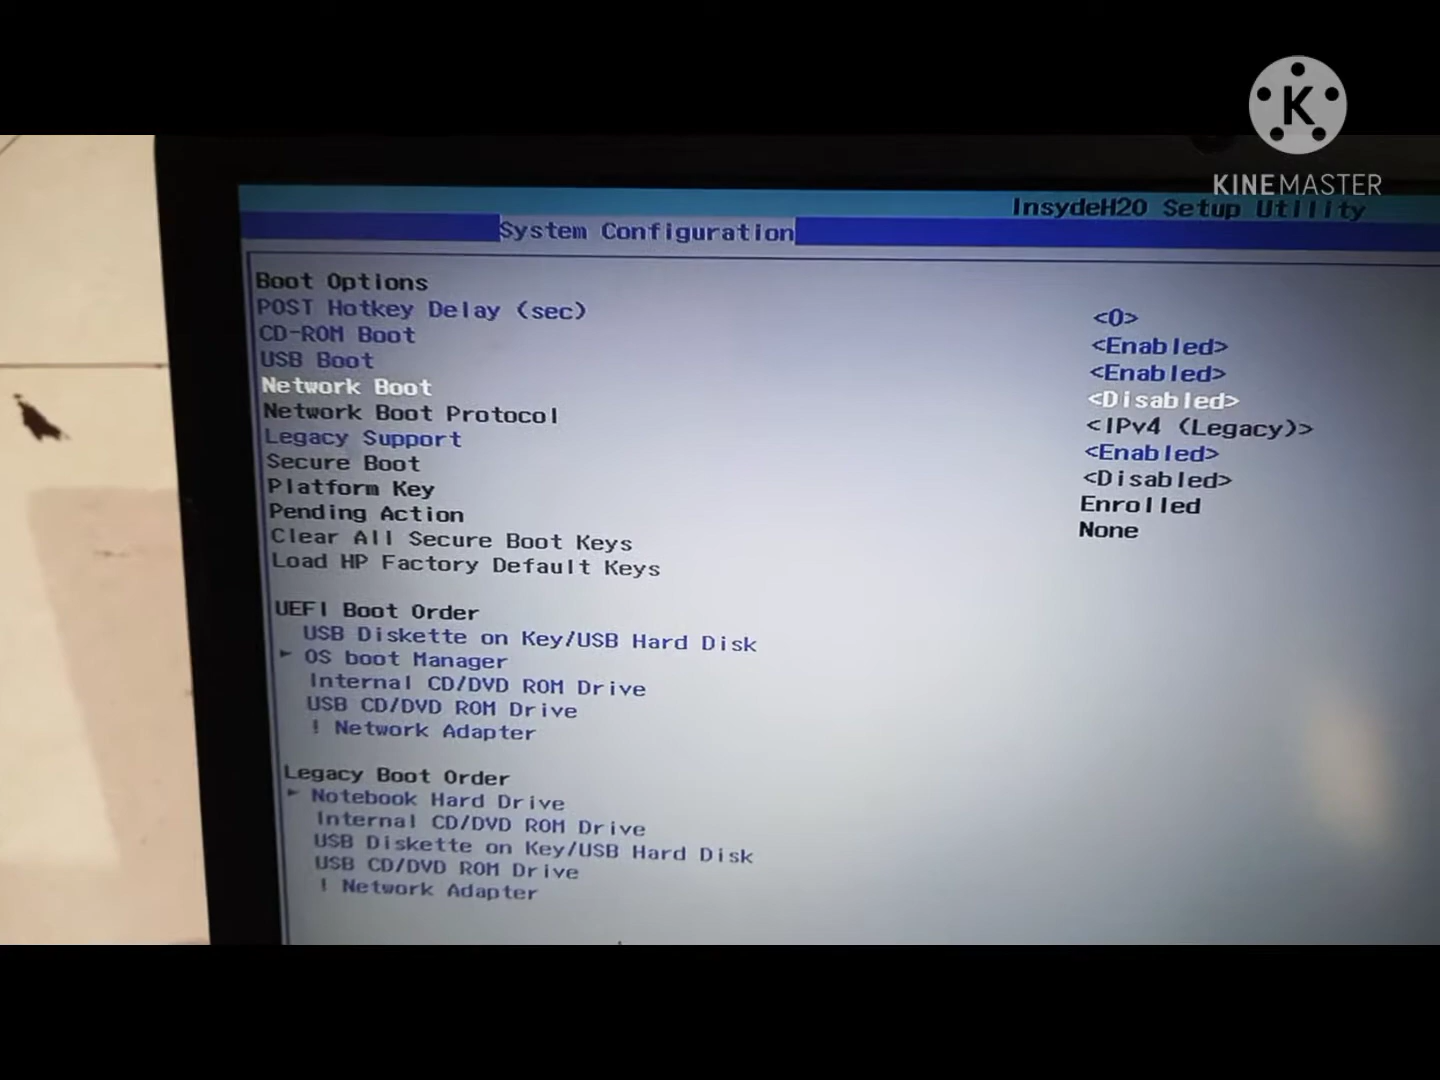 K
KINEMASTER
InsydeH20 Setup Utility
System Configuration
Boot Options
POST Hotkey Delay (sec) <0>
CD-ROM Boot <Enabled>
USB Boot <Enabled>
Network Boot <Disabled>
Network Boot Protocol <IPv4 (Legacy)>
Legacy Support <Enabled>
Secure Boot <Disabled>
Platform Key Enrolled
Pending Action None
Clear All Secure Boot Keys
Load HP Factory Default Keys
UEFI Boot Order
USB Diskette on Key/USB Hard Disk
OS boot Manager
Internal CD/DVD ROM Drive
USB CD/DVD ROM Drive
! Network Adapter
Legacy Boot Order
Notebook Hard Drive
Internal CD/DVD ROM Drive
USB Diskette on Key/USB Hard Disk
USB CD/DVD ROM Drive
! Network Adapter